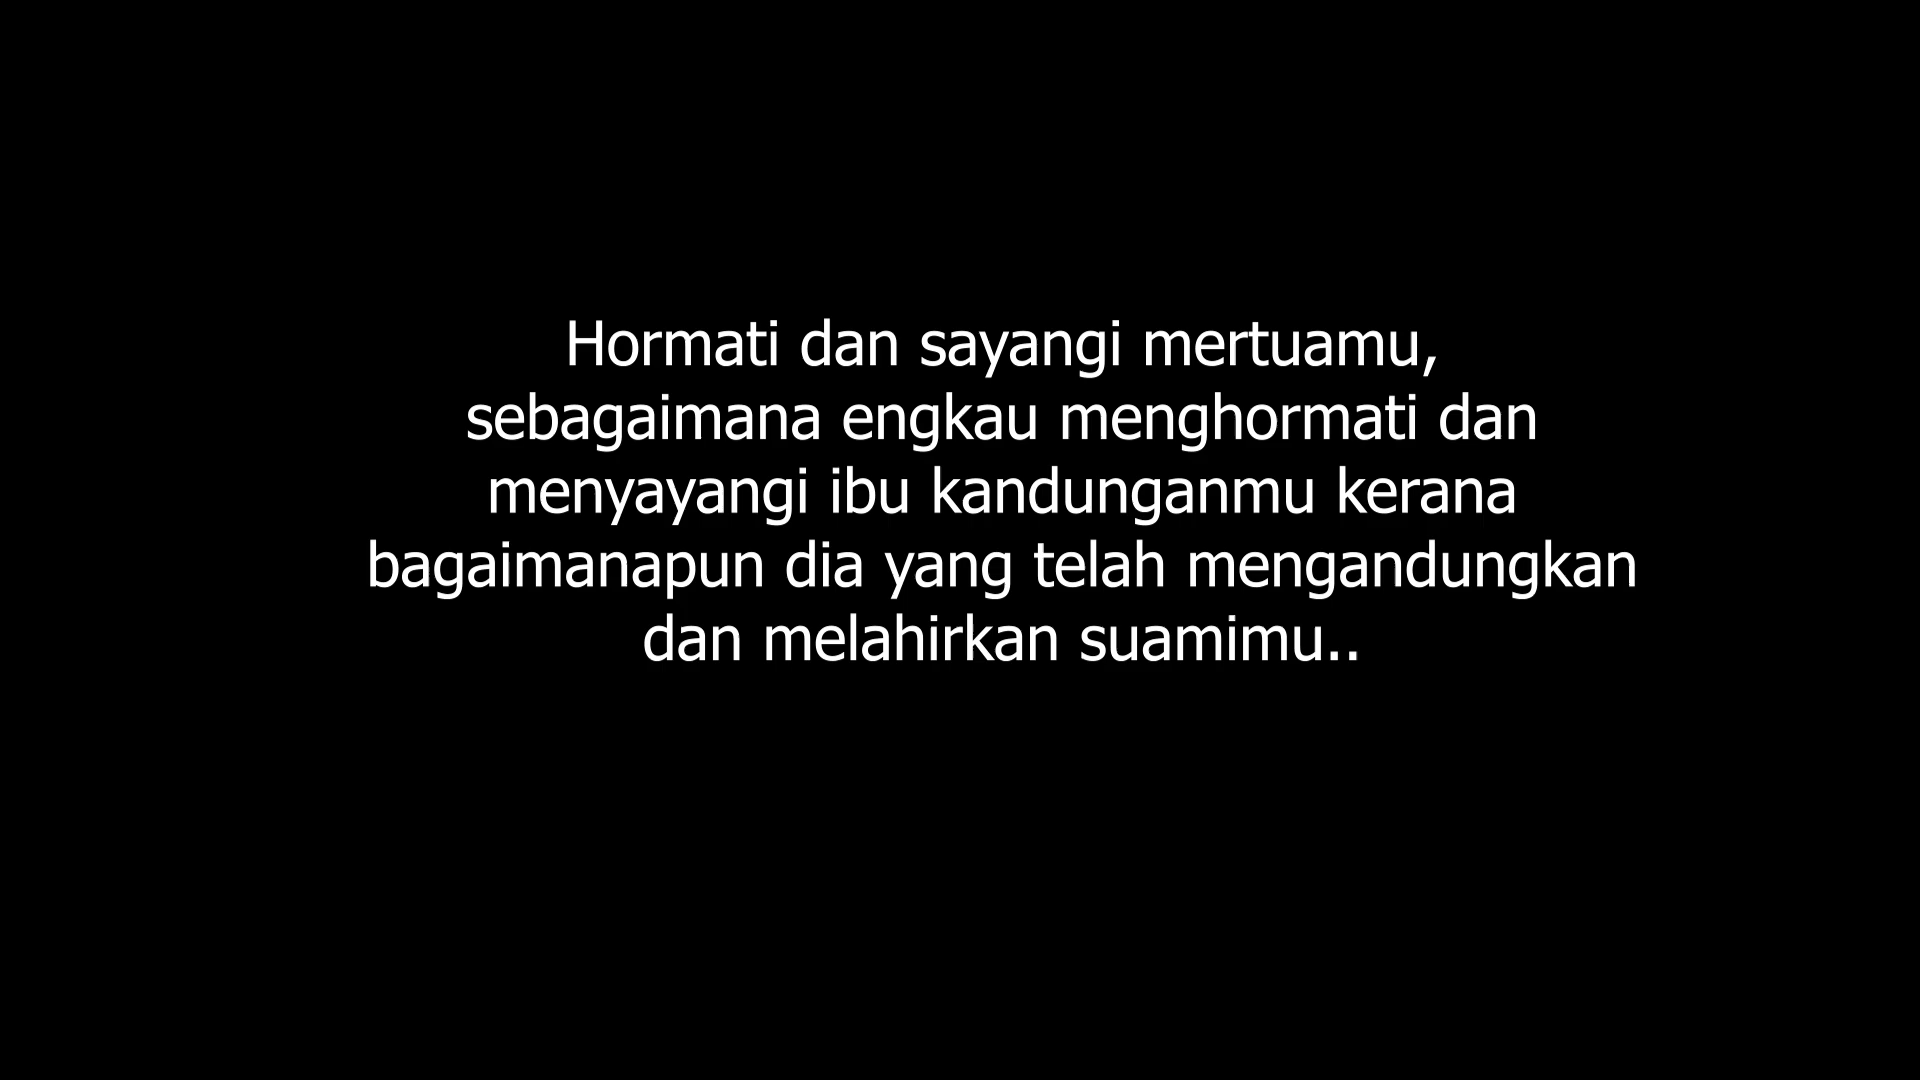 Hormati dan sayangi mertuamu,
sebagaimana engkau menghormati dan
menyayangi ibu kandunganmu kerana
bagaimanapun dia yang telah mengandungkan
dan melahirkan suamimu..